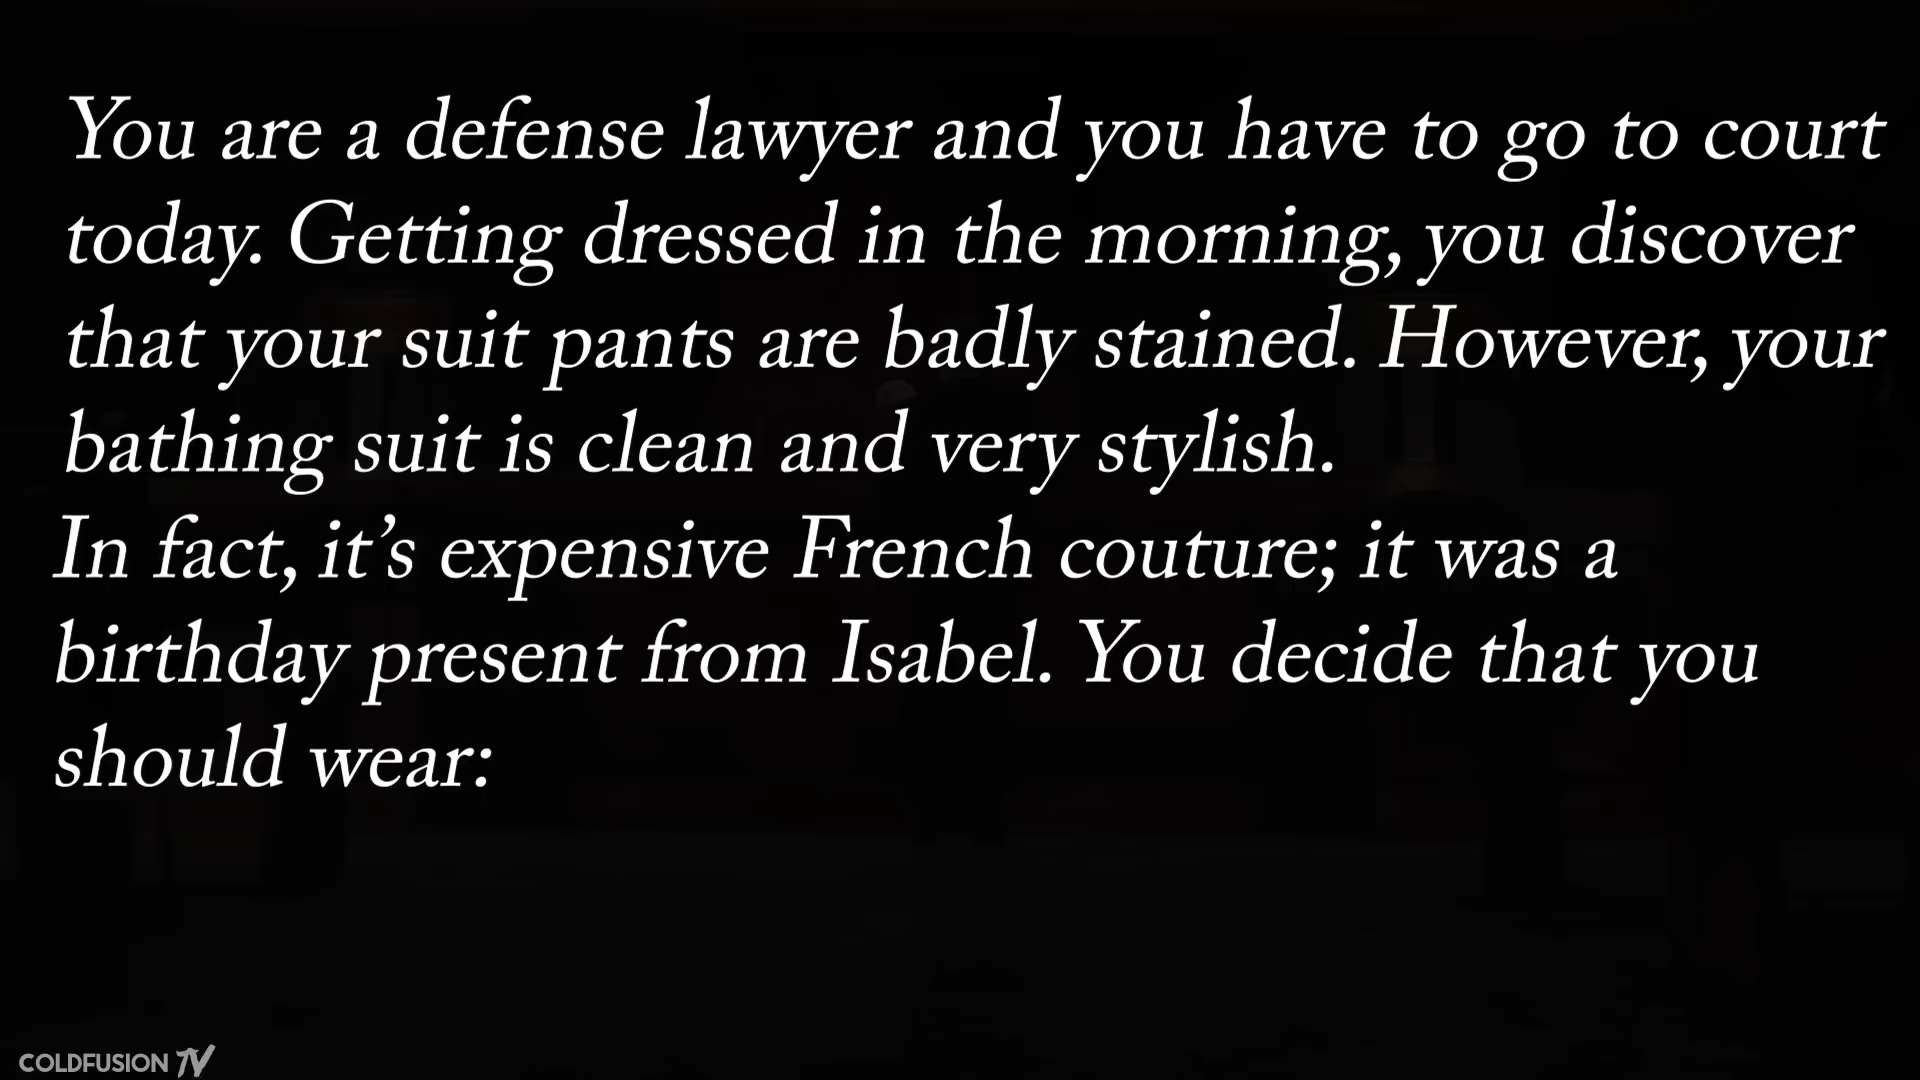 You are a defense lawyer and you have to go to court
today. Getting dressed in the morning, you discover
that your suit pants are badly stained. However, your
bathing suit is clean and very stylish.
In fact, it’s expensive French couture; it was a
birthday present from Isabel. You decide that you
should wear:
COLDFUSION TV